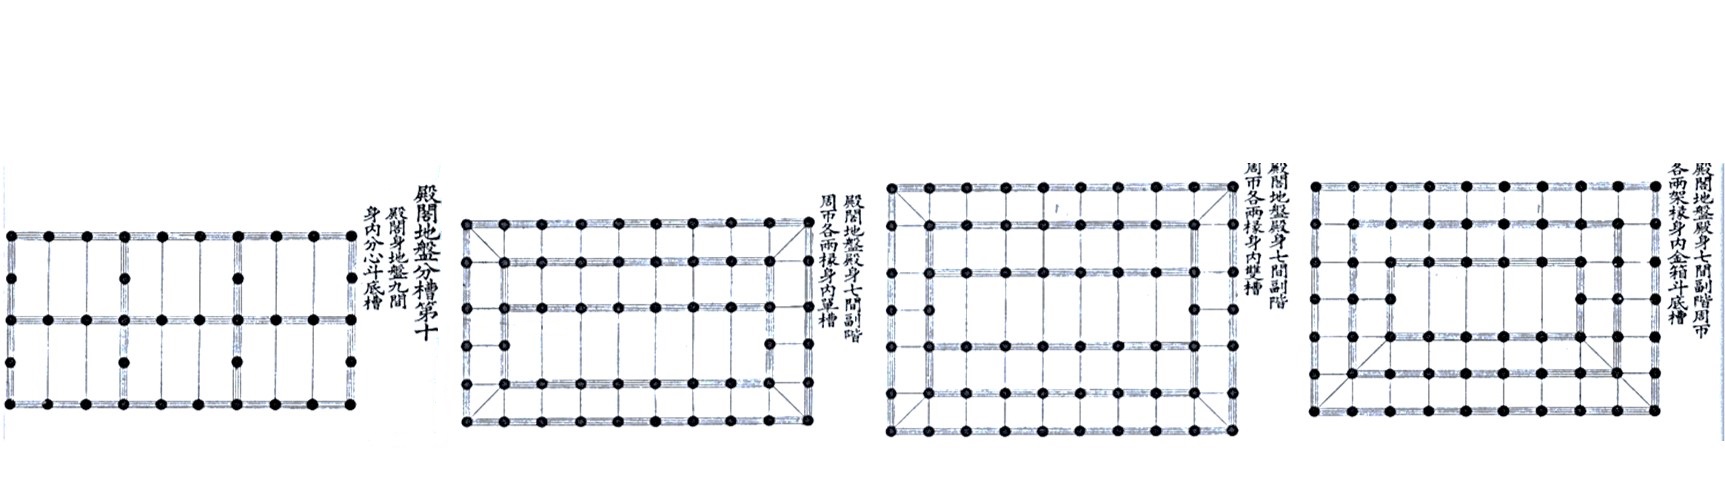 殿閣地盤分槽第十
殿閣身地盤九間
身內分心斗底槽
殿閣地盤殿身七間副階
周帀各兩椽身內單槽
殿閣地盤殿身七間副階
周帀各兩椽身內雙槽
殿閣地盤殿身七間副階周帀
各兩架椽身內金箱斗底槽